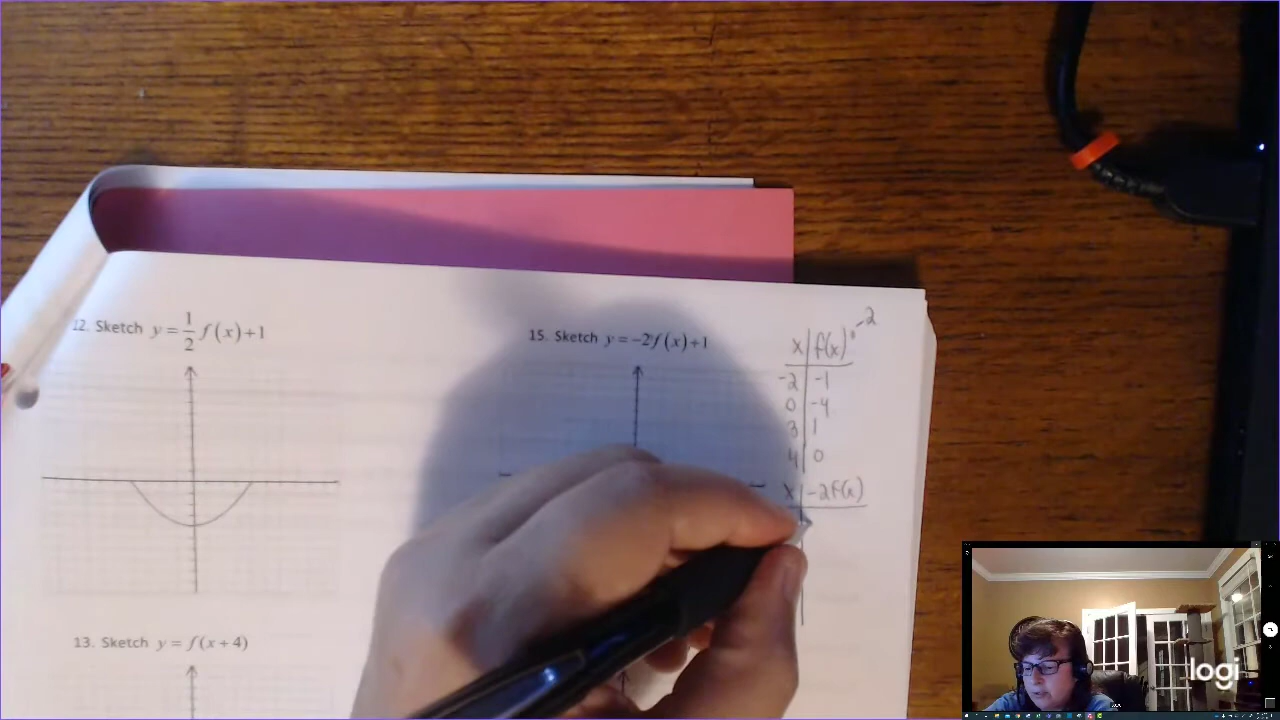 12. Sketch y = 1/2 f(x)+1
15. Sketch y = −2f(x)+1
x | f(x) · −2
−2 | −1
0 | −4
3 | 1
4 | 0
x | −2f(x)
13. Sketch y = f(x+4)
logi